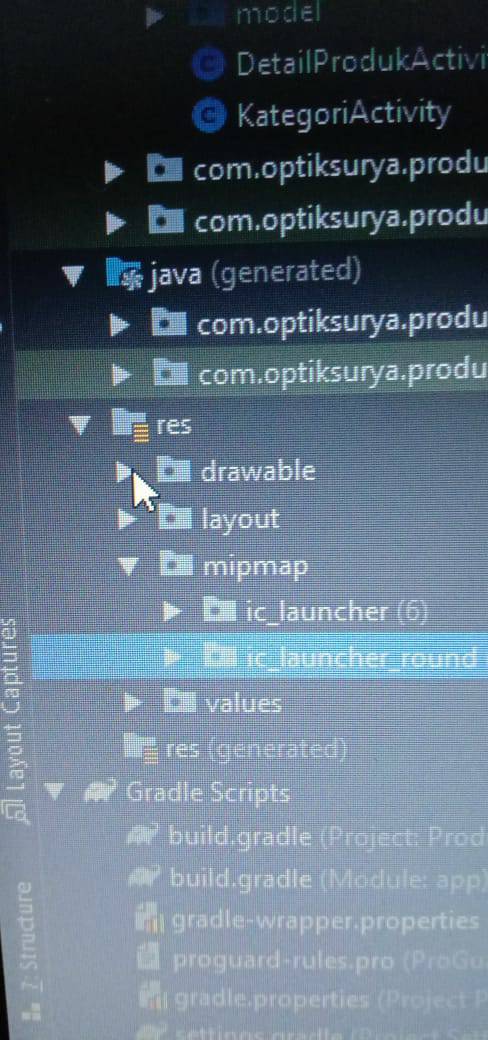 model
DetailProdukActivi
KategoriActivity
com.optiksurya.produ
com.optiksurya.produ
java (generated)
com.optiksurya.produ
com.optiksurya.produ
res
drawable
layout
mipmap
ic_launcher (6)
ic_launcher_round
values
res (generated)
Gradle Scripts
build.gradle (Project: Prod
build.gradle (Module: app)
gradle-wrapper.properties
proguard-rules.pro (ProGu
gradle.properties (Project P
settings.gradle (Project Set
Layout Captures
7: Structure